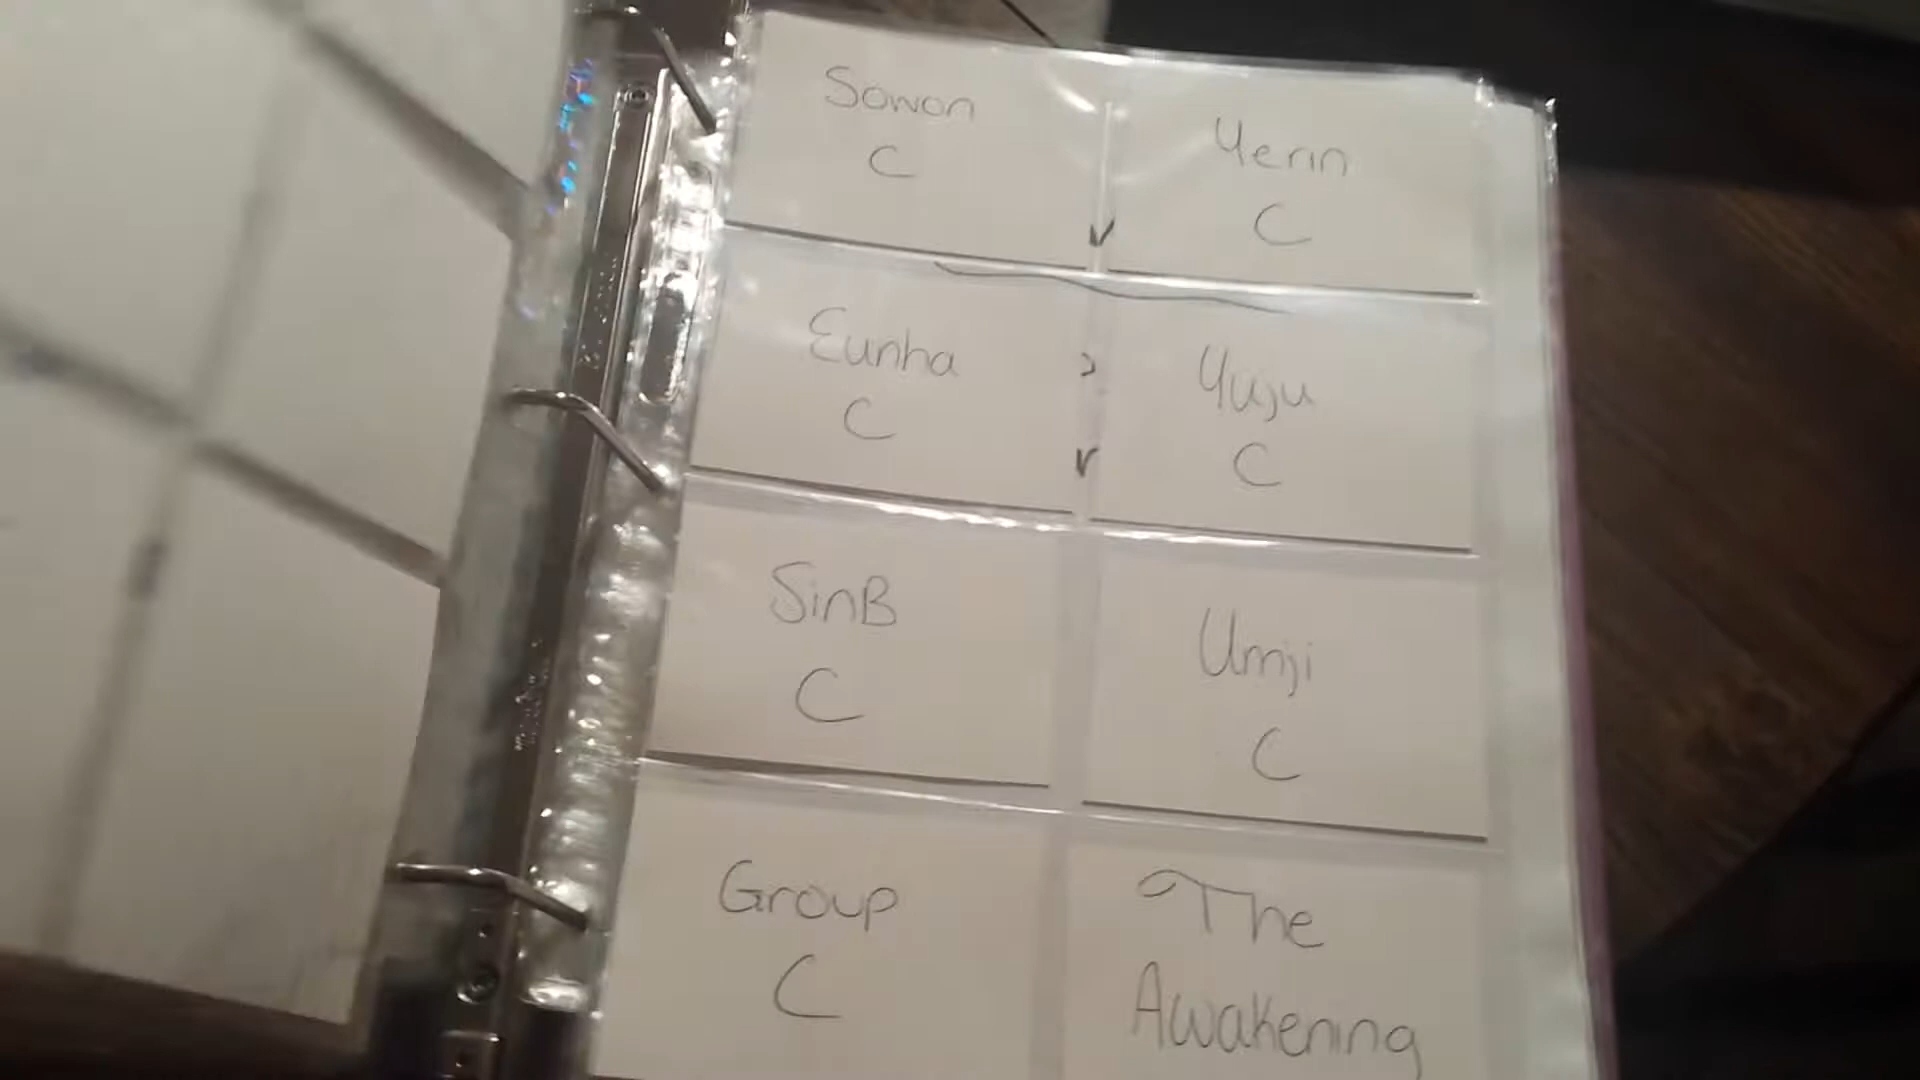 Sowon
C
Yerin
C
Eunha
C
Yuju
C
SinB
C
Umji
C
Group
C
The
Awakening